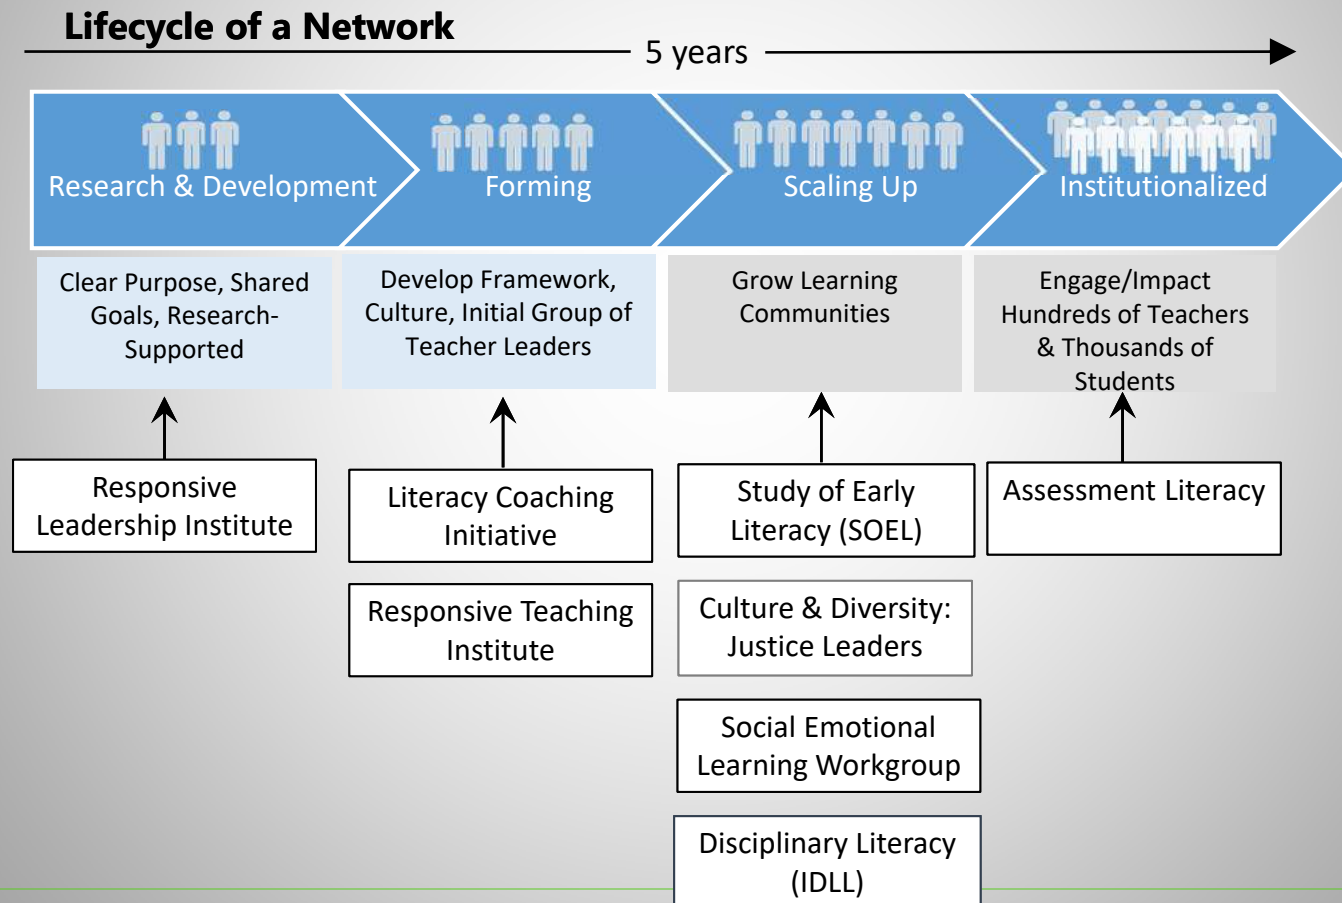 Lifecycle of a Network
5 years
Research & Development
Forming
Scaling Up
Institutionalized
Clear Purpose, Shared
Goals, Research-
Supported
Develop Framework,
Culture, Initial Group of
Teacher Leaders
Grow Learning
Communities
Engage/Impact
Hundreds of Teachers
& Thousands of
Students
Responsive
Leadership Institute
Literacy Coaching
Initiative
Responsive Teaching
Institute
Study of Early
Literacy (SOEL)
Culture & Diversity:
Justice Leaders
Social Emotional
Learning Workgroup
Disciplinary Literacy
(IDLL)
Assessment Literacy